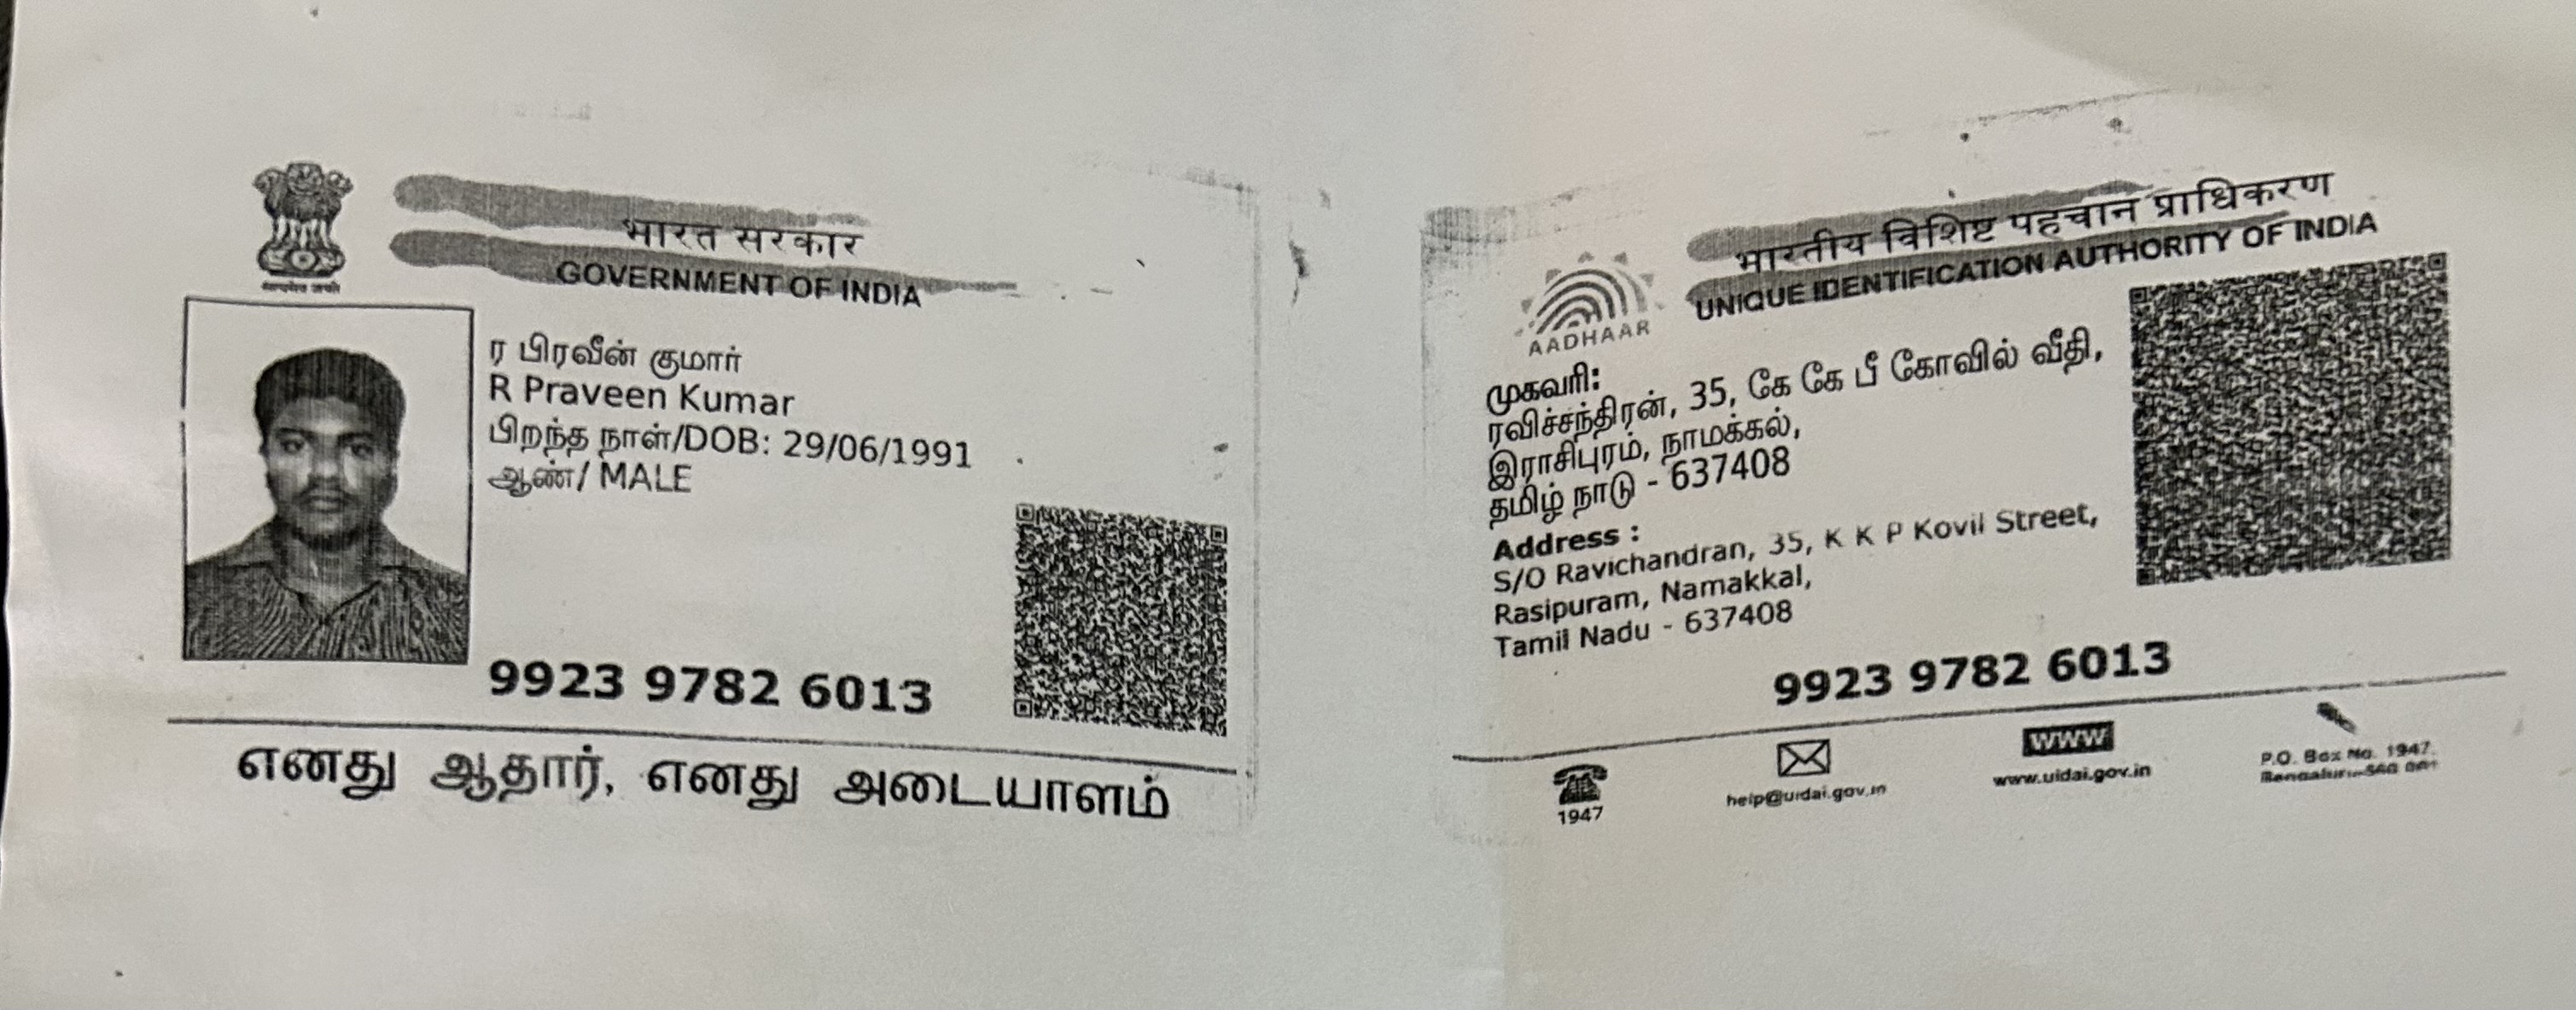 भारत सरकार
GOVERNMENT OF INDIA
ர பிரவீன் குமார்
R Praveen Kumar
பிறந்த நாள்/DOB: 29/06/1991
ஆண்/ MALE
9923 9782 6013
எனது ஆதார், எனது அடையாளம்
भारतीय विशिष्ट पहचान प्राधिकरण
UNIQUE IDENTIFICATION AUTHORITY OF INDIA
AADHAAR
முகவரி:
ரவிச்சந்திரன், 35, கே கே பீ கோவில் வீதி,
இராசிபுரம், நாமக்கல்,
தமிழ் நாடு - 637408
Address :
S/O Ravichandran, 35, K K P Kovil Street,
Rasipuram, Namakkal,
Tamil Nadu - 637408
9923 9782 6013
1947
help@uidai.gov.in
www
www.uidai.gov.in
P.O. Box No. 1947,